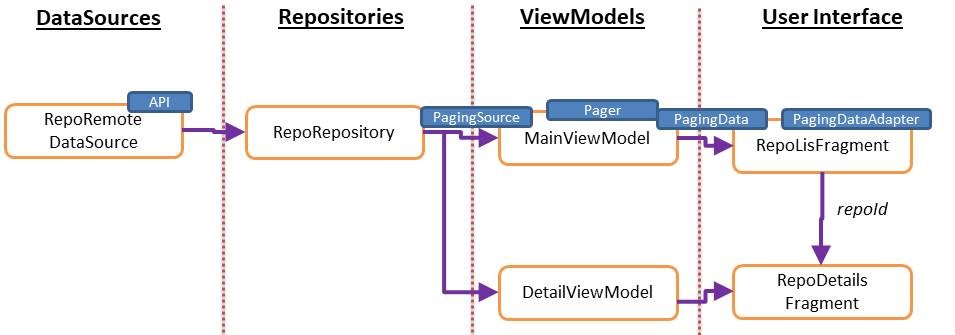 DataSources
Repositories
ViewModels
User Interface
API
RepoRemote
DataSource
RepoRepository
PagingSource
Pager
MainViewModel
PagingData
PagingDataAdapter
RepoLisFragment
repoId
DetailViewModel
RepoDetails
Fragment